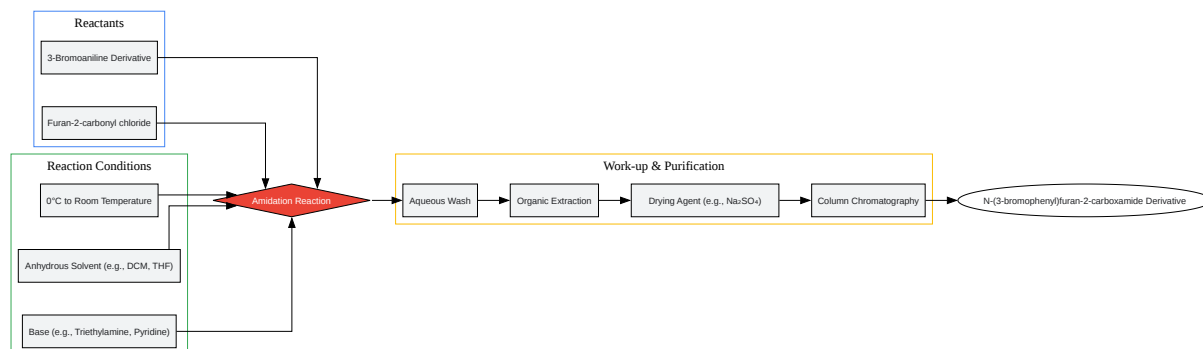 Reactants
3-Bromoaniline Derivative
Furan-2-carbonyl chloride
Reaction Conditions
0°C to Room Temperature
Anhydrous Solvent (e.g., DCM, THF)
Base (e.g., Triethylamine, Pyridine)
Amidation Reaction
Work-up & Purification
Aqueous Wash
Organic Extraction
Drying Agent (e.g., Na₂SO₄)
Column Chromatography
N-(3-bromophenyl)furan-2-carboxamide Derivative